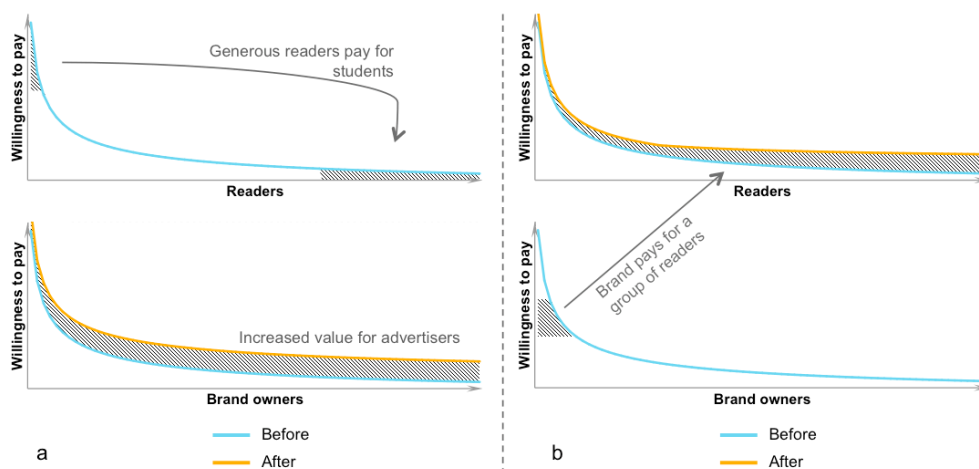 Willingness to pay
Generous readers pay for
students
Readers
Willingness to pay
Increased value for advertisers
Brand owners
a
Before
After
Willingness to pay
Readers
Willingness to pay
Brand pays for a
group of readers
Brand owners
b
Before
After